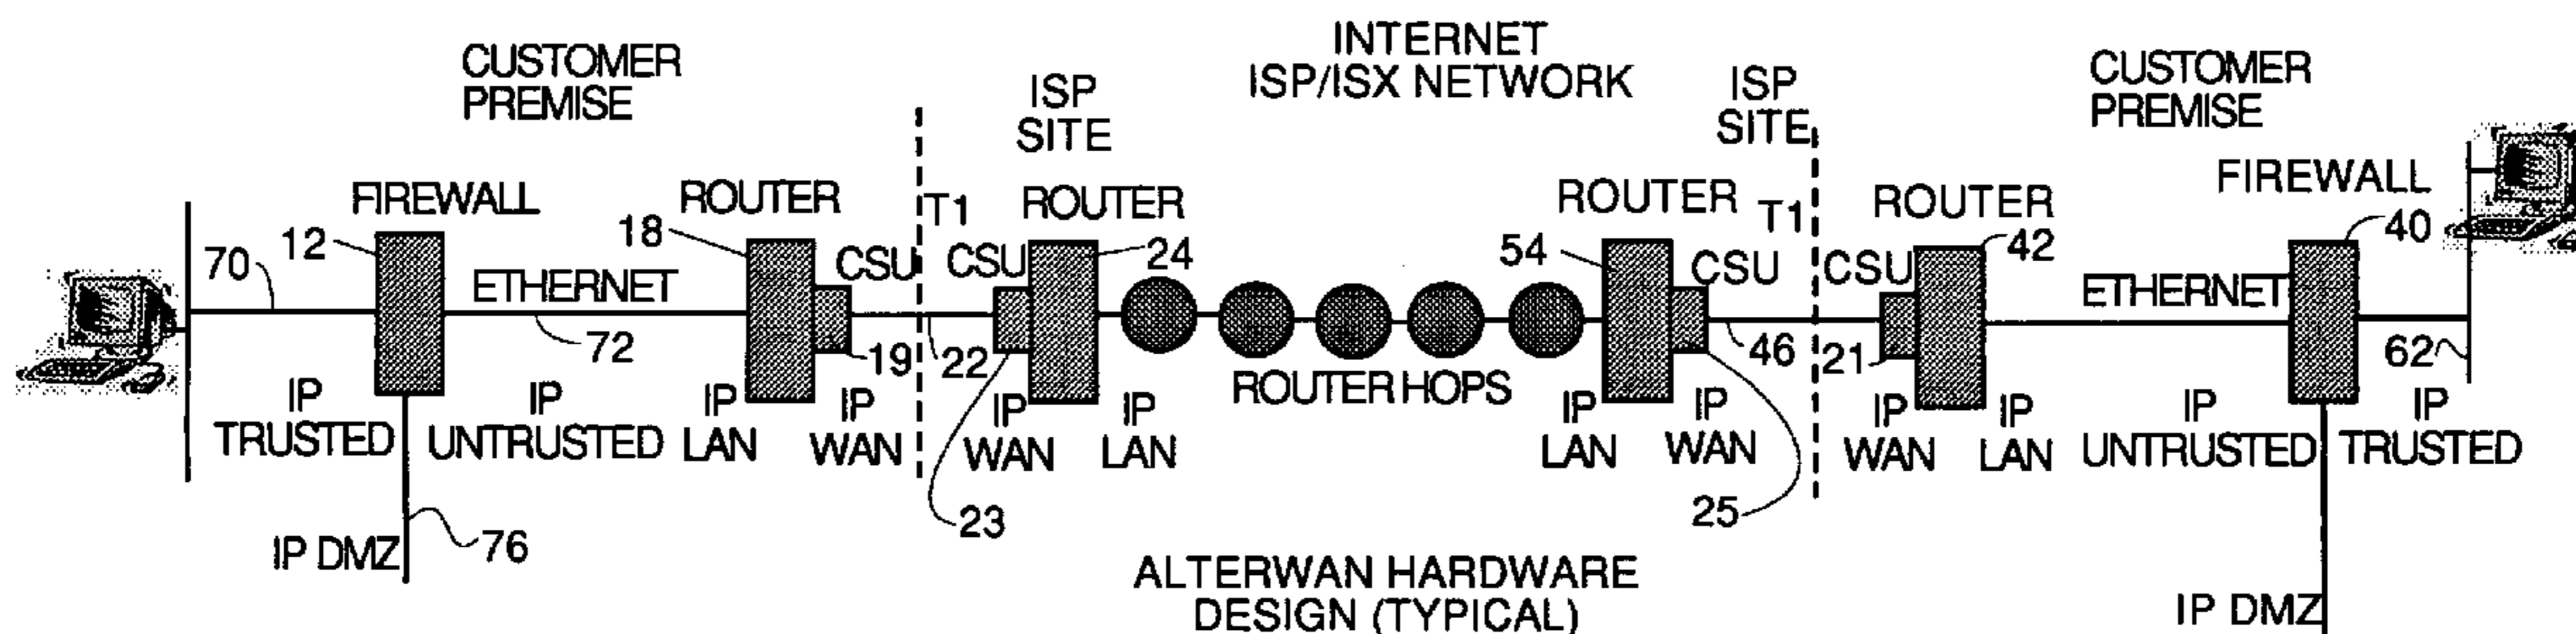 INTERNET
ISP/ISX NETWORK
CUSTOMER
PREMISE
ISP
SITE
ISP
SITE
CUSTOMER
PREMISE
FIREWALL
ROUTER
T1
ROUTER
ROUTER
T1
ROUTER
FIREWALL
12
18
CSU
CSU
24
54
CSU
CSU
42
40
70
ETHERNET
ETHERNET
72
19
22
ROUTER HOPS
46
21
62
IP
TRUSTED
IP
UNTRUSTED
IP
LAN
IP
WAN
IP
WAN
IP
LAN
IP
LAN
IP
WAN
IP
WAN
IP
LAN
IP
UNTRUSTED
IP
TRUSTED
23
25
IP DMZ
76
ALTERWAN HARDWARE
DESIGN (TYPICAL)
IP DMZ